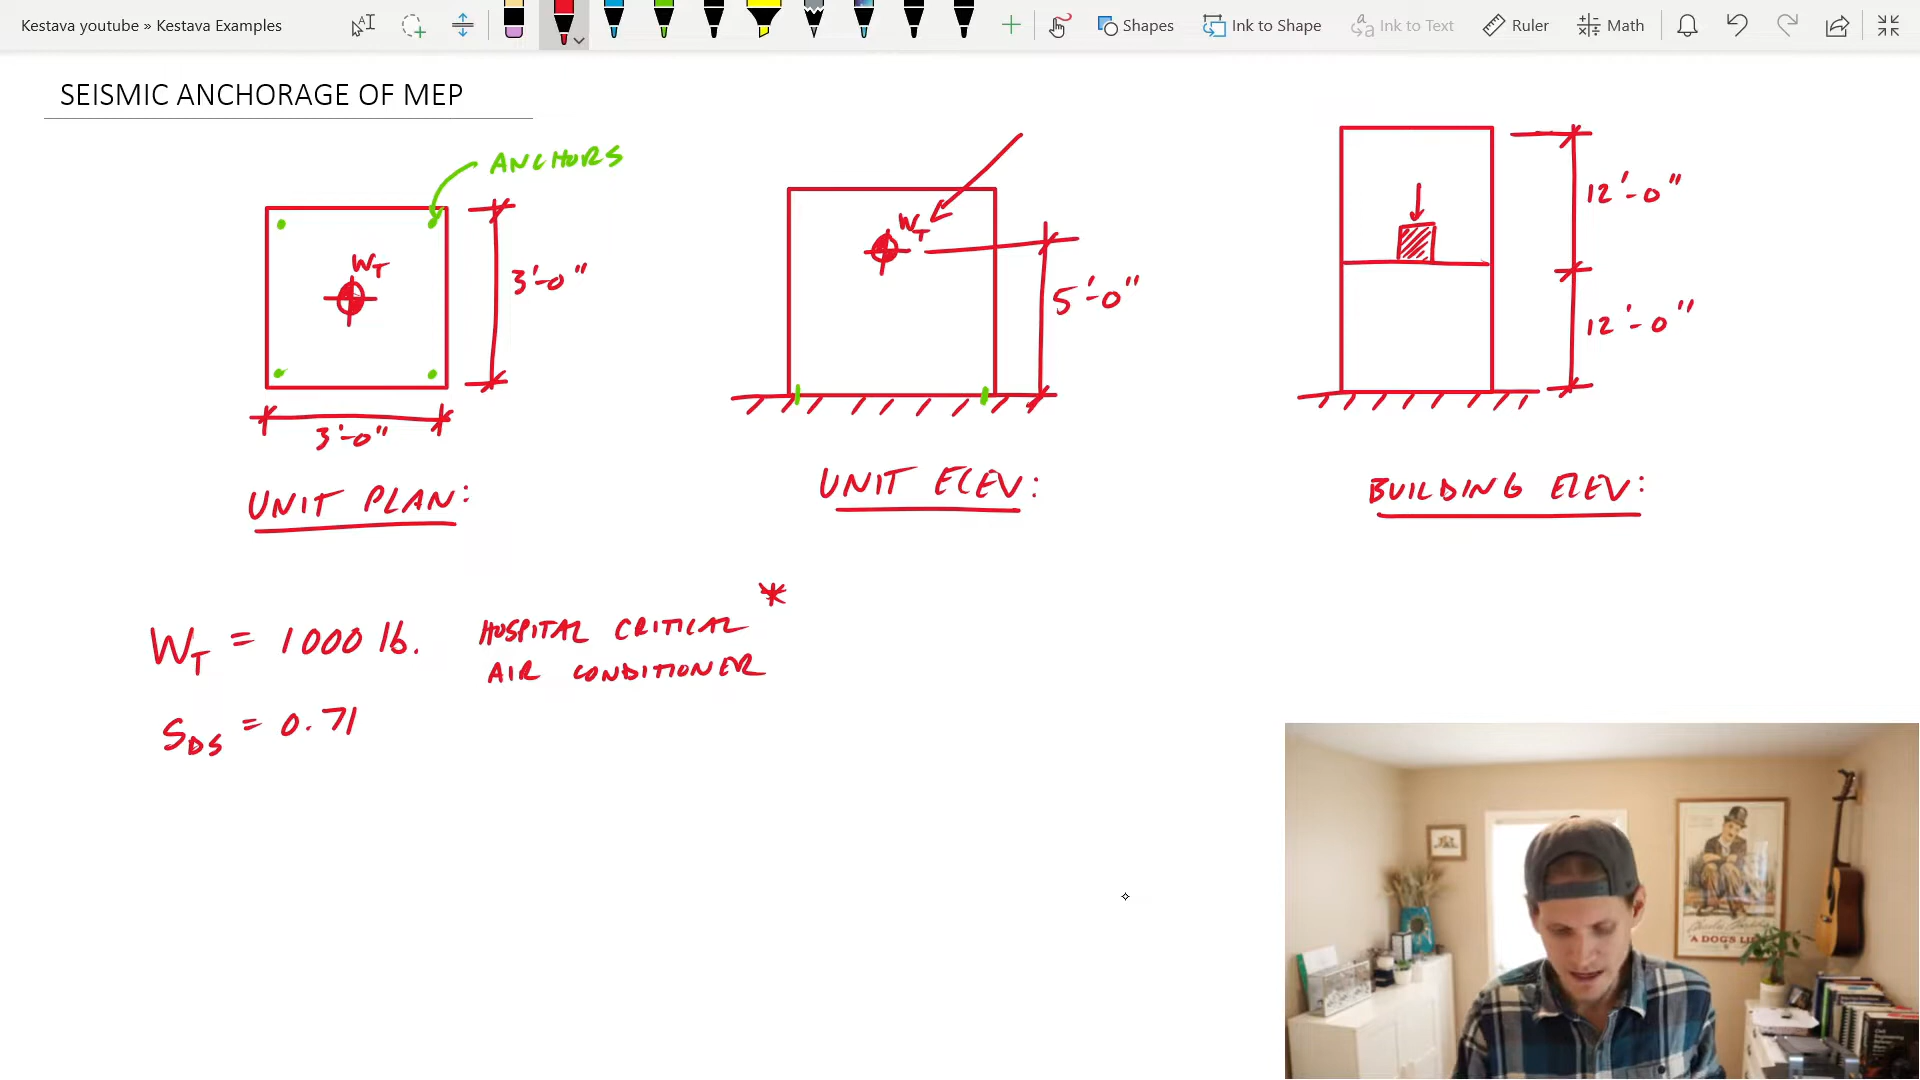 Kestava youtube » Kestava Examples
Shapes
Ink to Shape
Ink to Text
Ruler
Math
SEISMIC ANCHORAGE OF MEP
ANCHORS
WT
3'-0"
3'-0"
UNIT PLAN:
WT
5'-0"
UNIT ELEV:
12'-0"
12'-0"
BUILDING ELEV:
WT = 1000 lb.
HOSPITAL CRITICAL *
AIR CONDITIONER
SDS = 0.71
A DOG'S LIFE